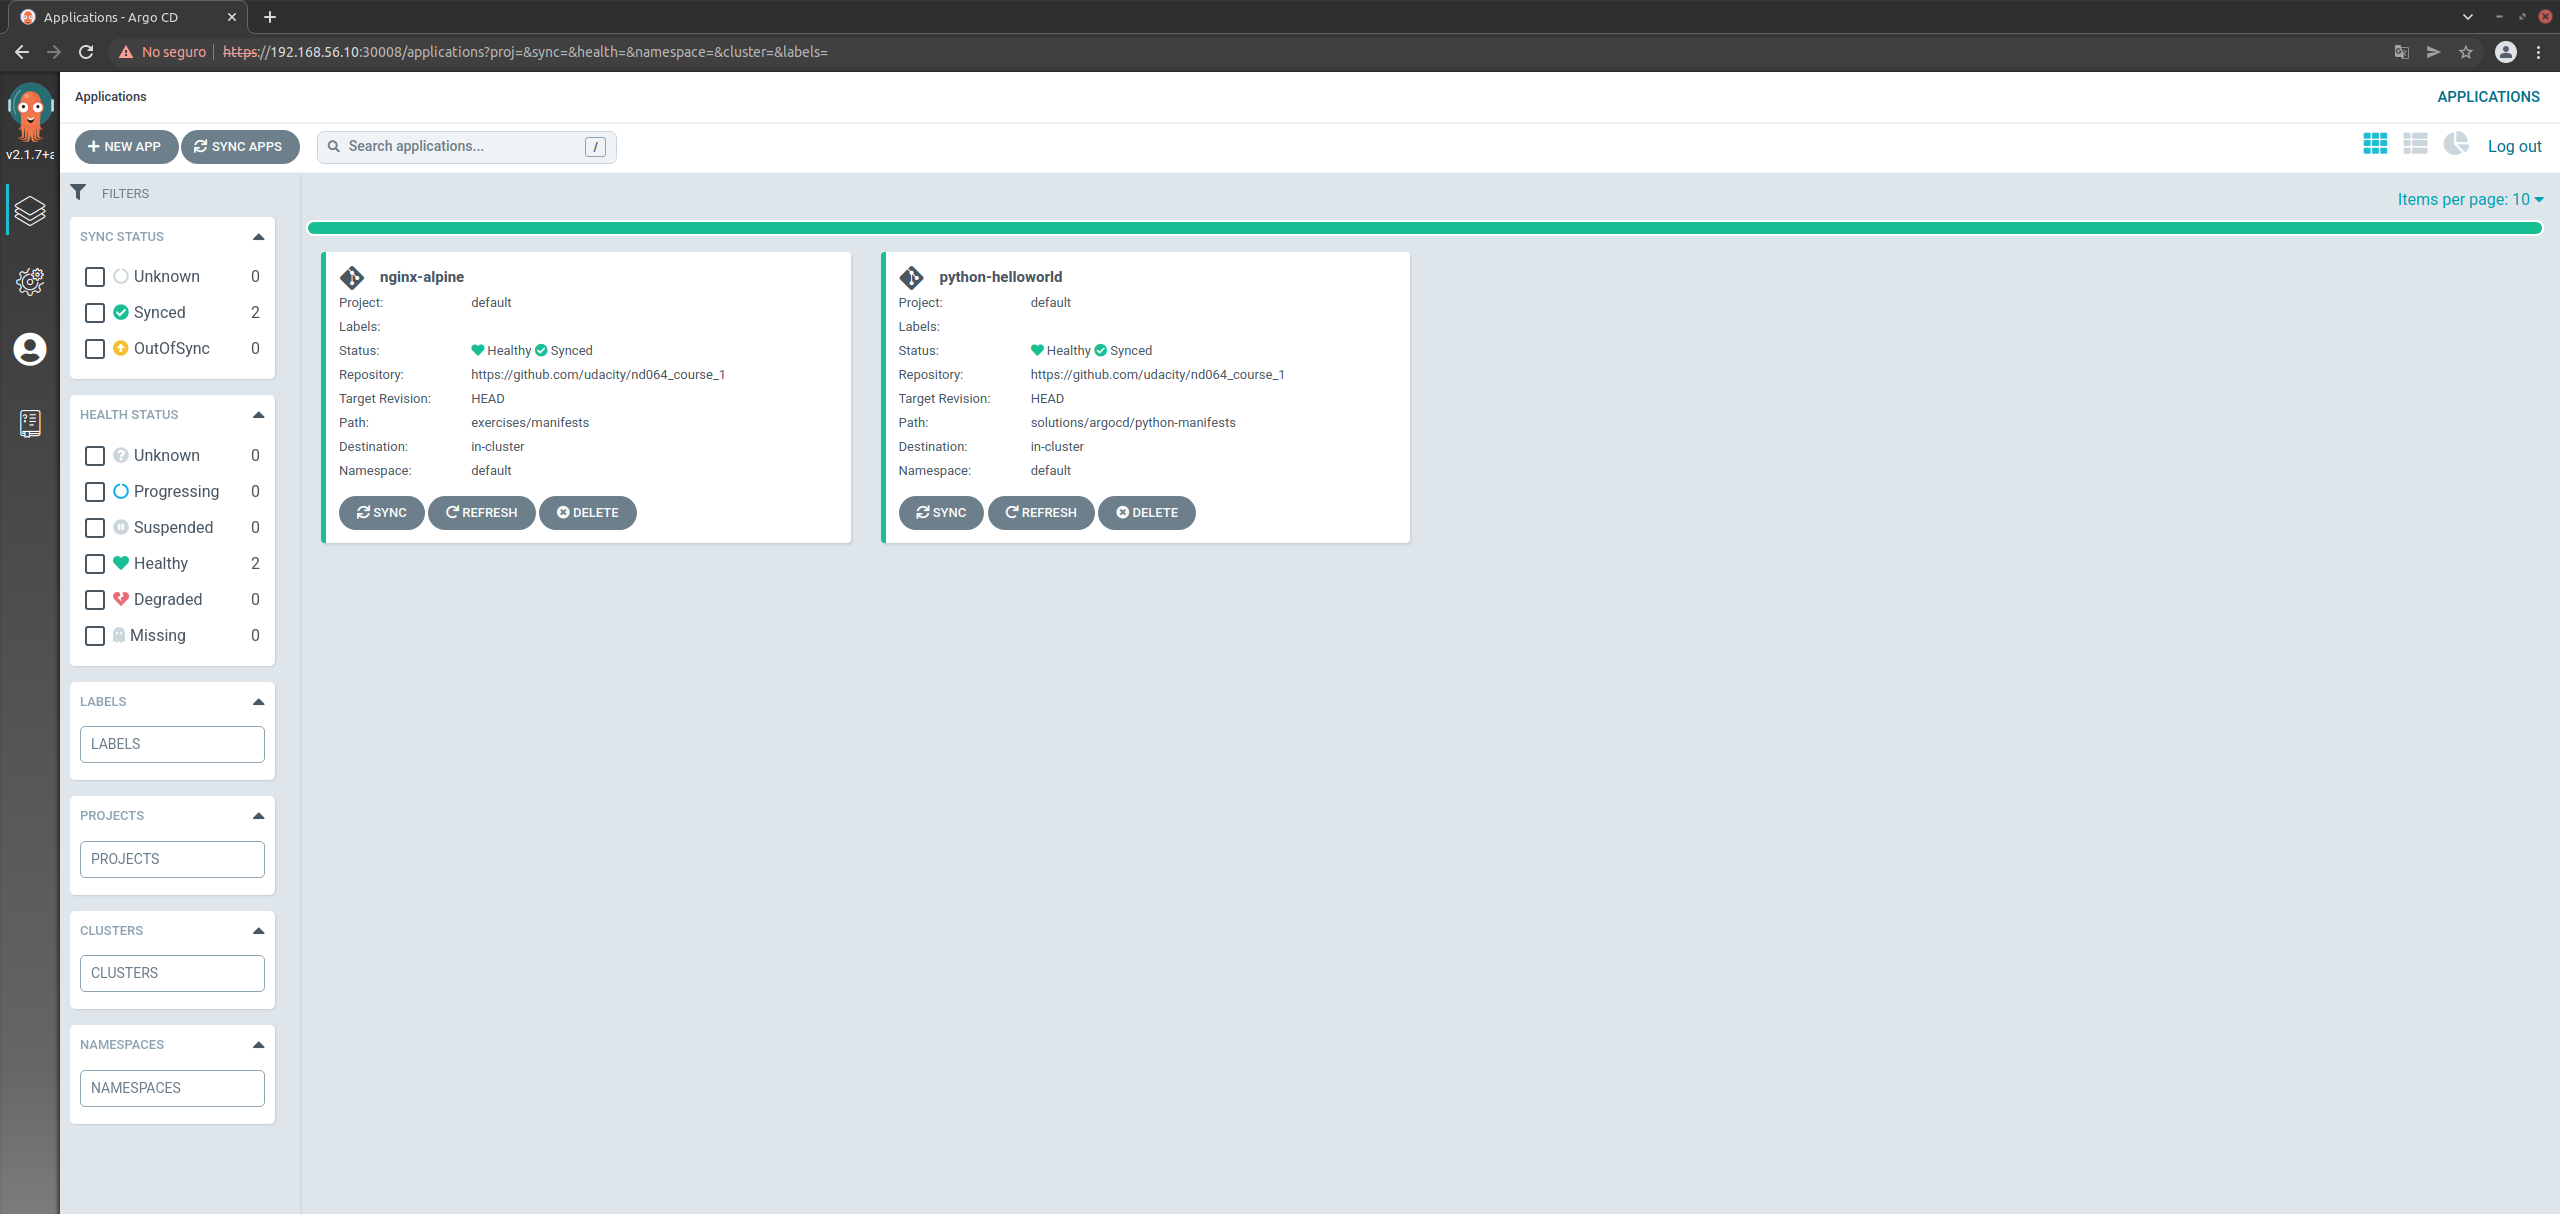 Applications - Argo CD
No seguro
https://192.168.56.10:30008/applications?proj=&sync=&health=&namespace=&cluster=&labels=
Applications
APPLICATIONS
v2.1.7+a
NEW APP
SYNC APPS
Search applications...
/
Log out
FILTERS
Items per page: 10
SYNC STATUS
Unknown 0
Synced 2
OutOfSync 0
HEALTH STATUS
Unknown 0
Progressing 0
Suspended 0
Healthy 2
Degraded 0
Missing 0
LABELS
LABELS
PROJECTS
PROJECTS
CLUSTERS
CLUSTERS
NAMESPACES
NAMESPACES
nginx-alpine
Project: default
Labels:
Status: Healthy Synced
Repository: https://github.com/udacity/nd064_course_1
Target Revision: HEAD
Path: exercises/manifests
Destination: in-cluster
Namespace: default
SYNC REFRESH DELETE
python-helloworld
Project: default
Labels:
Status: Healthy Synced
Repository: https://github.com/udacity/nd064_course_1
Target Revision: HEAD
Path: solutions/argocd/python-manifests
Destination: in-cluster
Namespace: default
SYNC REFRESH DELETE